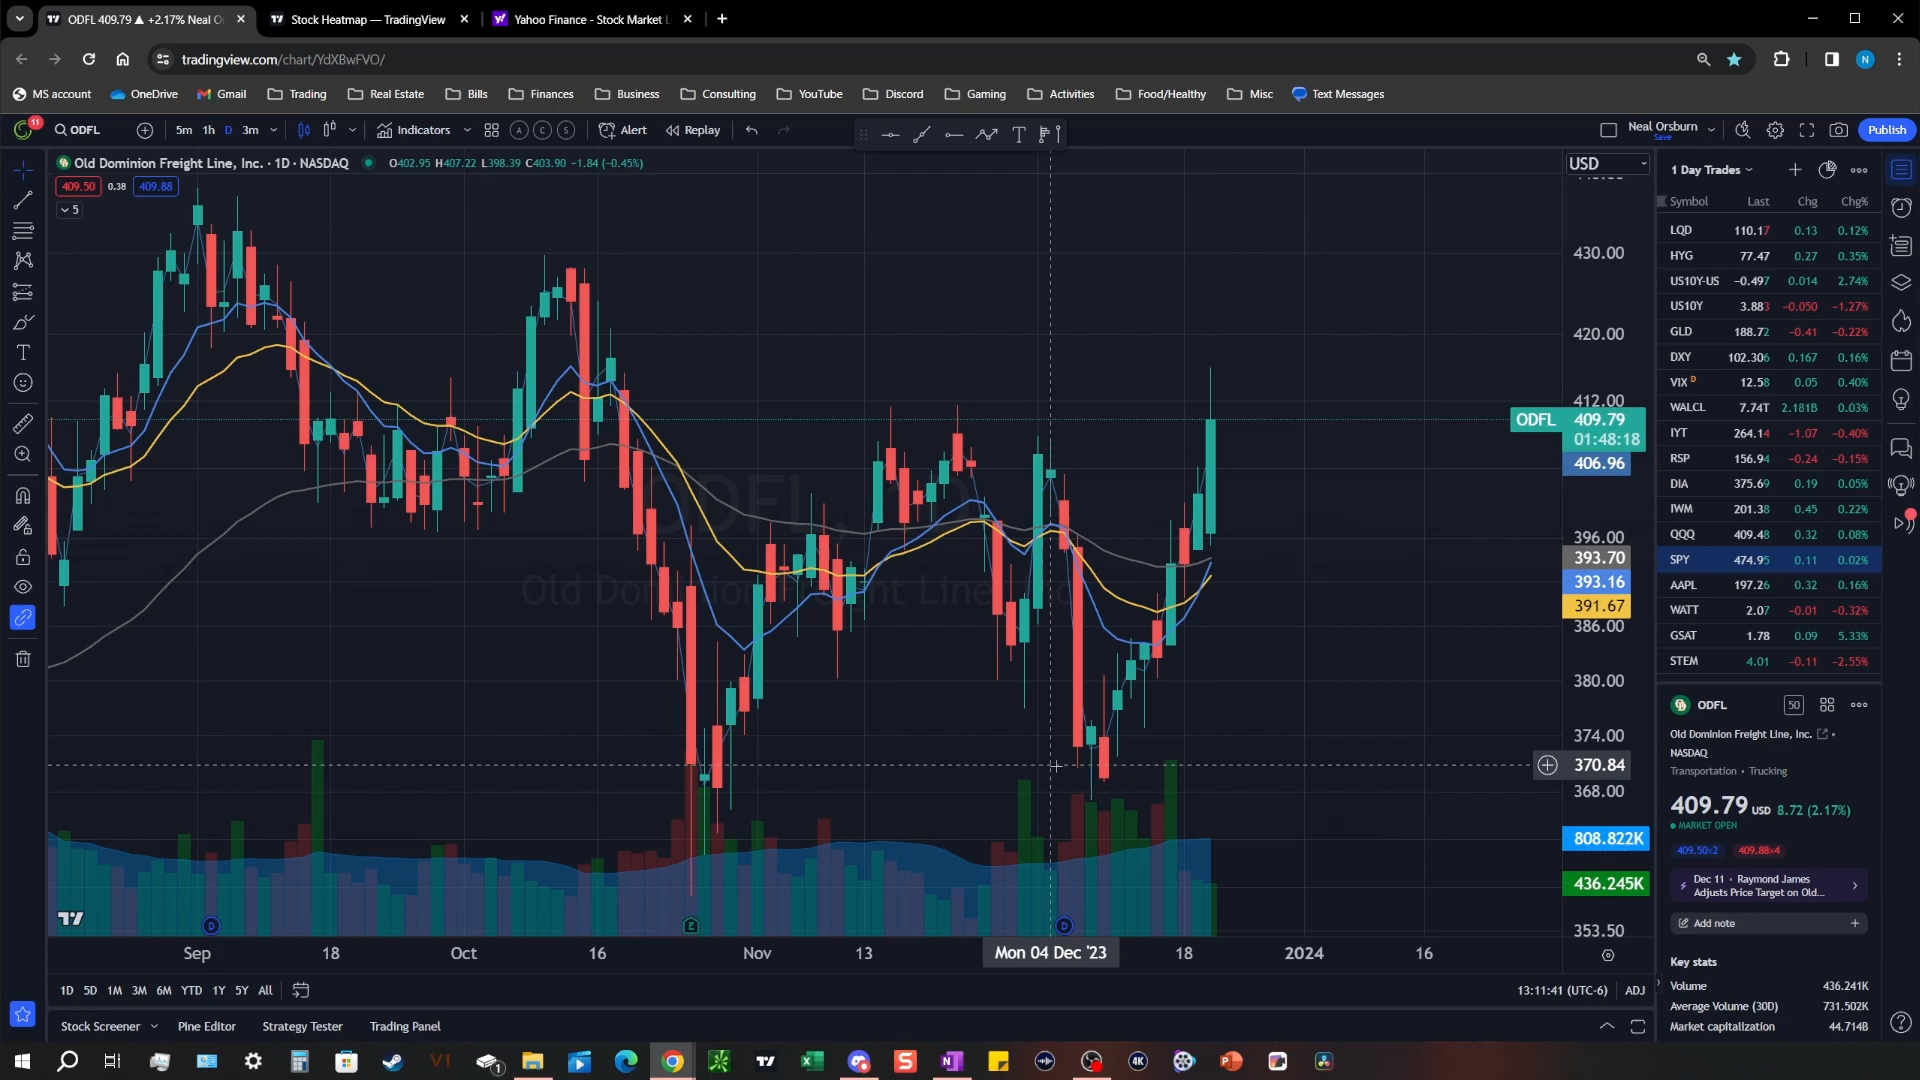 ODFL 409.79 ▲ +2.17% Neal Or
Stock Heatmap — TradingView
Yahoo Finance - Stock Market L
tradingview.com/chart/YdXBwFVO/
N
MS account OneDrive Gmail Trading Real Estate Bills Finances Business Consulting YouTube Discord Gaming Activities Food/Healthy Misc Text Messages
11 ODFL 5m 1h D 3m Indicators A C S Alert Replay
Neal Orsburn
Save
Publish
Old Dominion Freight Line, Inc. · 1D · NASDAQ O402.95 H407.22 L398.39 C403.90 −1.84 (−0.45%)
409.50 0.38 409.88
5
USD
430.00
420.00
412.00
ODFL 409.79
01:48:18
406.96
396.00
393.70
393.16
391.67
386.00
380.00
374.00
370.84
368.00
808.822K
436.245K
353.50
ODFL, 1D
Old Dominion Freight Line, Inc.
D E D
Sep 18 Oct 16 Nov 13 Mon 04 Dec '23 18 2024 16
1D 5D 1M 3M 6M YTD 1Y 5Y All
13:11:41 (UTC-6) ADJ
Stock Screener Pine Editor Strategy Tester Trading Panel
1 Day Trades
Symbol Last Chg Chg%
LQD 110.17 0.13 0.12%
HYG 77.47 0.27 0.35%
US10Y-US −0.497 0.014 2.74%
US10Y 3.883 −0.050 −1.27%
GLD 188.72 −0.41 −0.22%
DXY 102.306 0.167 0.16%
VIX D 12.58 0.05 0.40%
WALCL 7.74T 2.181B 0.03%
IYT 264.14 −1.07 −0.40%
RSP 156.94 −0.24 −0.15%
DIA 375.69 0.19 0.05%
IWM 201.38 0.45 0.22%
QQQ 409.48 0.32 0.08%
SPY 474.95 0.11 0.02%
AAPL 197.26 0.32 0.16%
WATT 2.07 −0.01 −0.32%
GSAT 1.78 0.09 5.33%
STEM 4.01 −0.11 −2.55%
ODFL 50
Old Dominion Freight Line, Inc. •
NASDAQ
Transportation • Trucking
409.79 USD 8.72 (2.17%)
MARKET OPEN
409.50×2 409.88×4
Dec 11 • Raymond James
Adjusts Price Target on Old...
Add note
Key stats
Volume 436.241K
Average Volume (30D) 731.502K
Market capitalization 44.714B